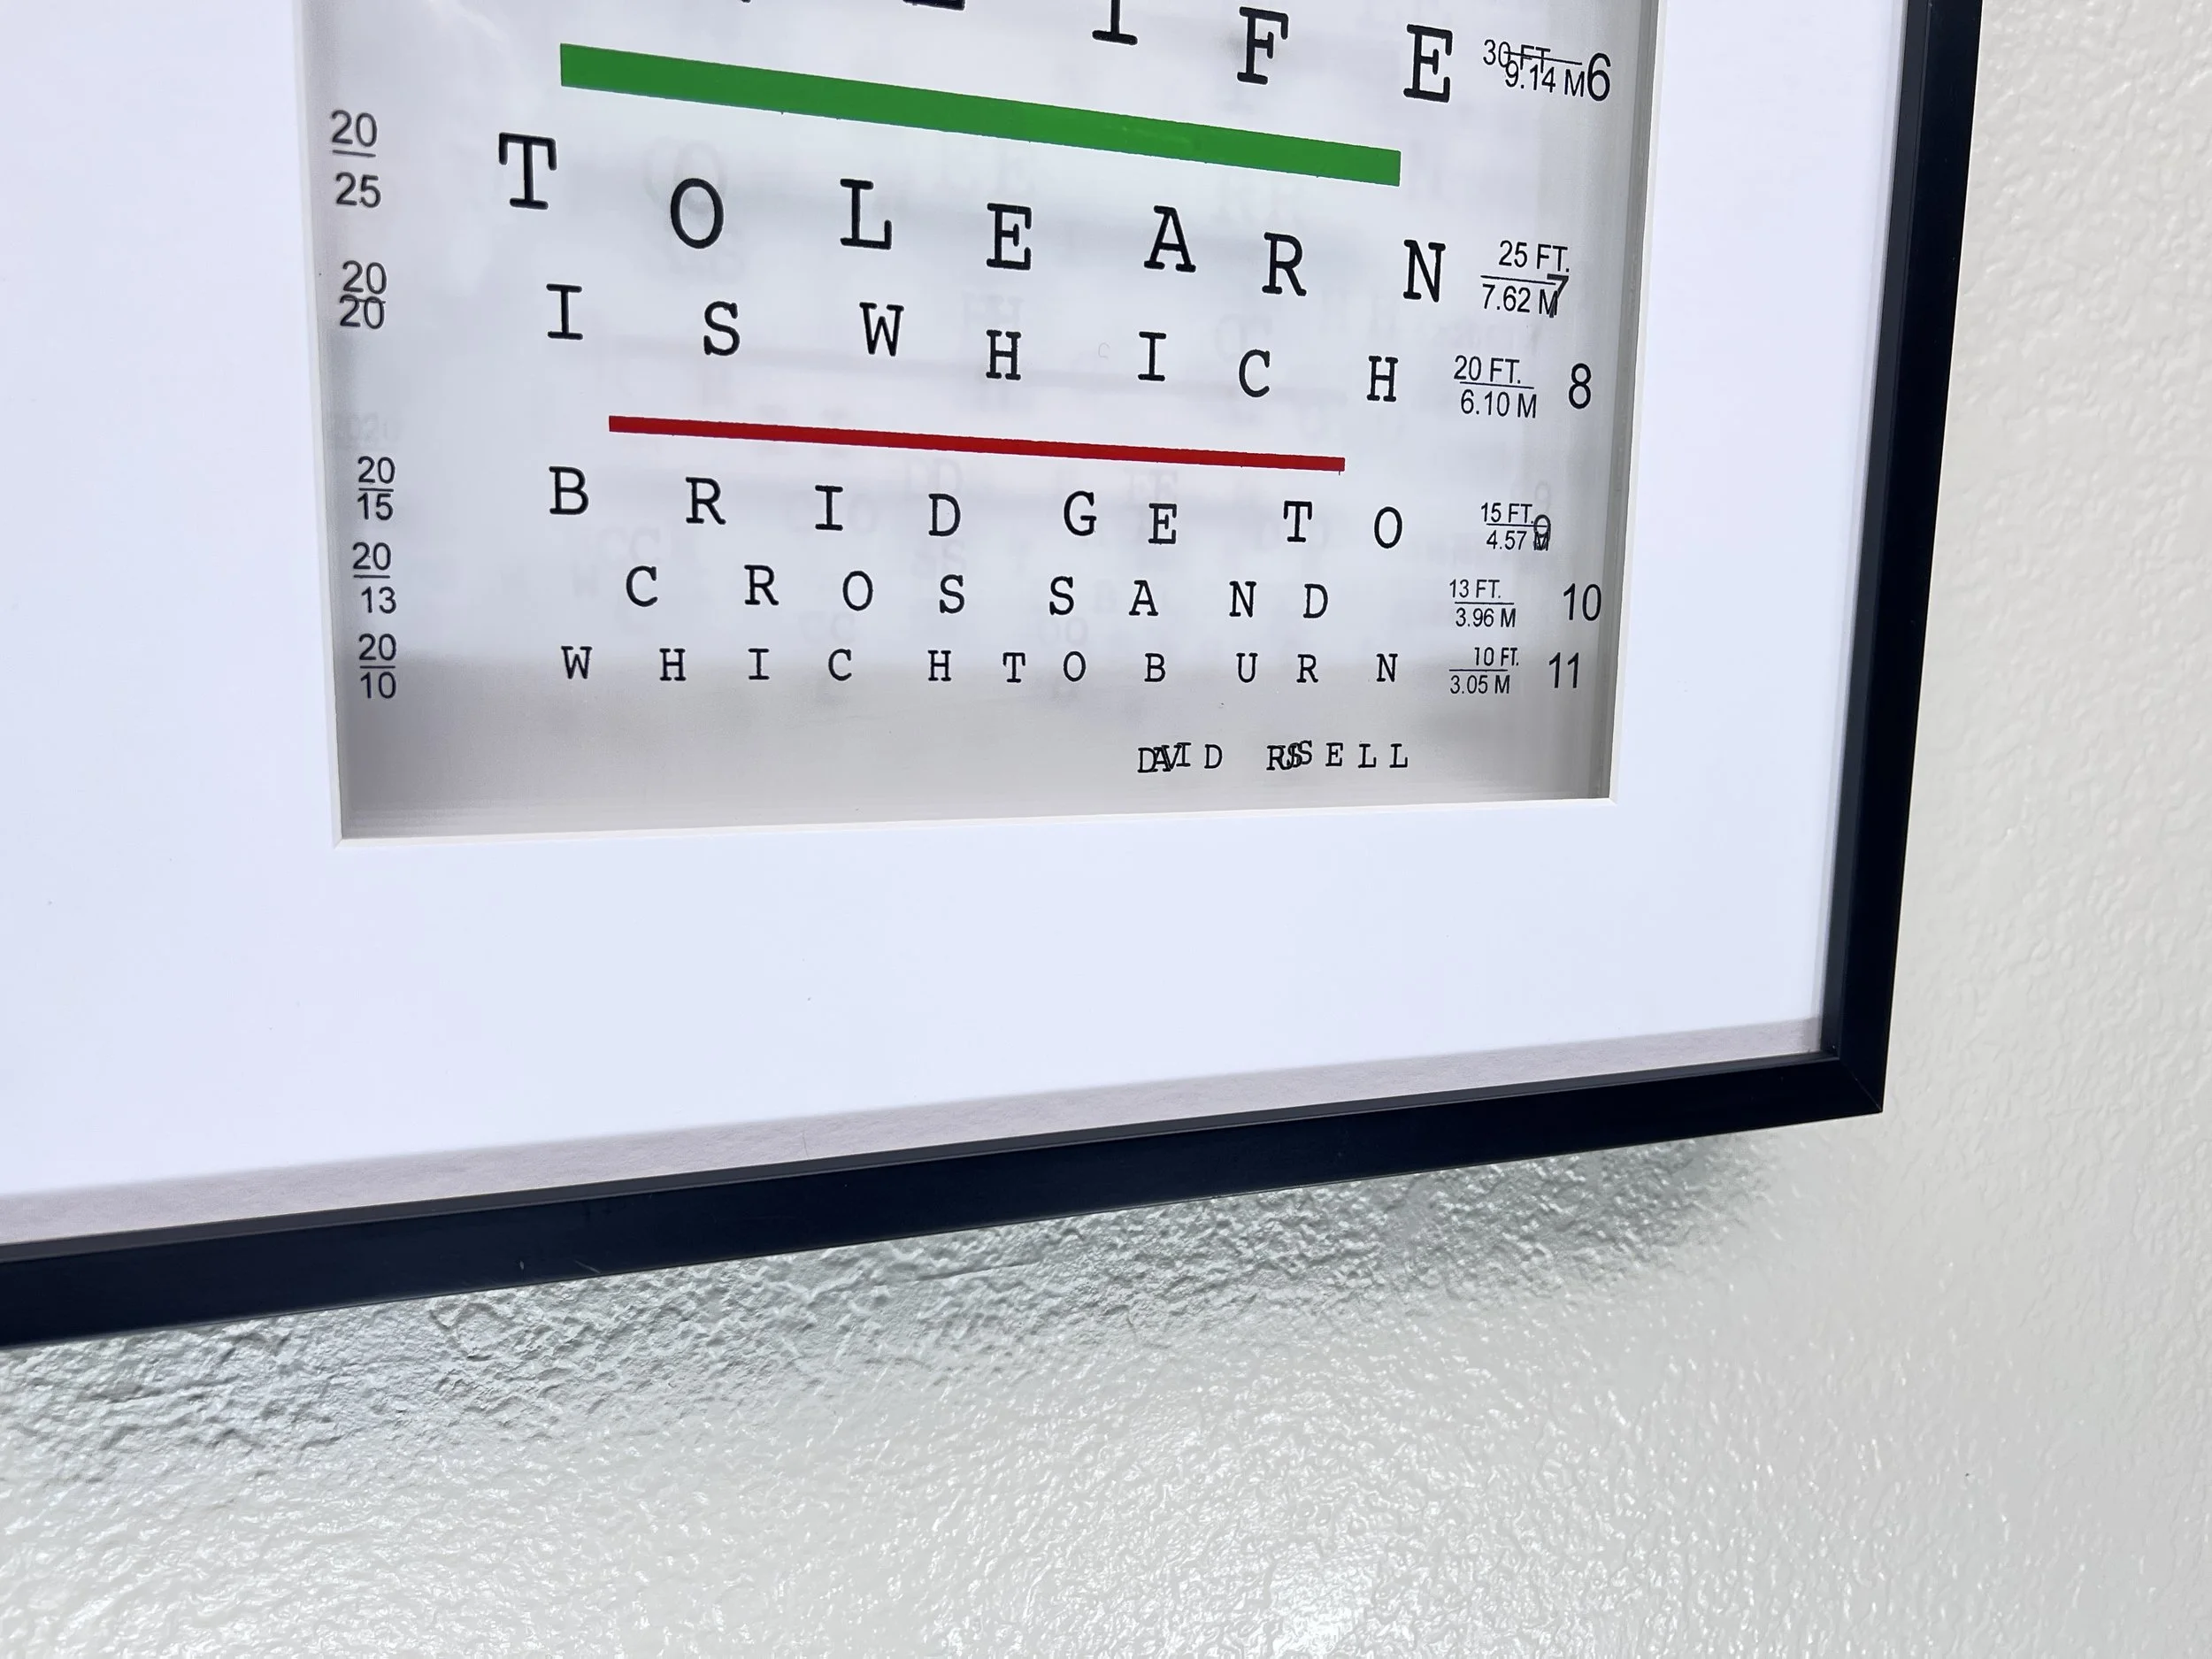 I F E 30 FT. 9.14 M 6
20 25 T O L E A R N 25 FT. 7.62 M 7
20 20 I S W H I C H 20 FT. 6.10 M 8
20 15 B R I D G E T O 15 FT. 4.57 M 9
20 13 C R O S S A N D 13 FT. 3.96 M 10
20 10 W H I C H T O B U R N 10 FT. 3.05 M 11
DAVID RSSELL